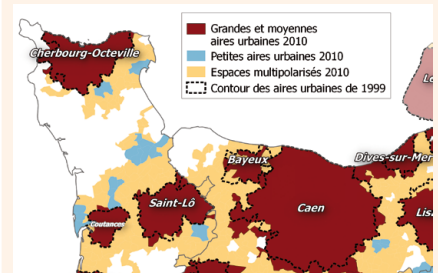 Grandes et moyennes
aires urbaines 2010
Petites aires urbaines 2010
Espaces multipolarisés 2010
Contour des aires urbaines de 1999
Cherbourg-Octeville
Bayeux
Dives-sur-Mer
Saint-Lô
Caen
Coutances